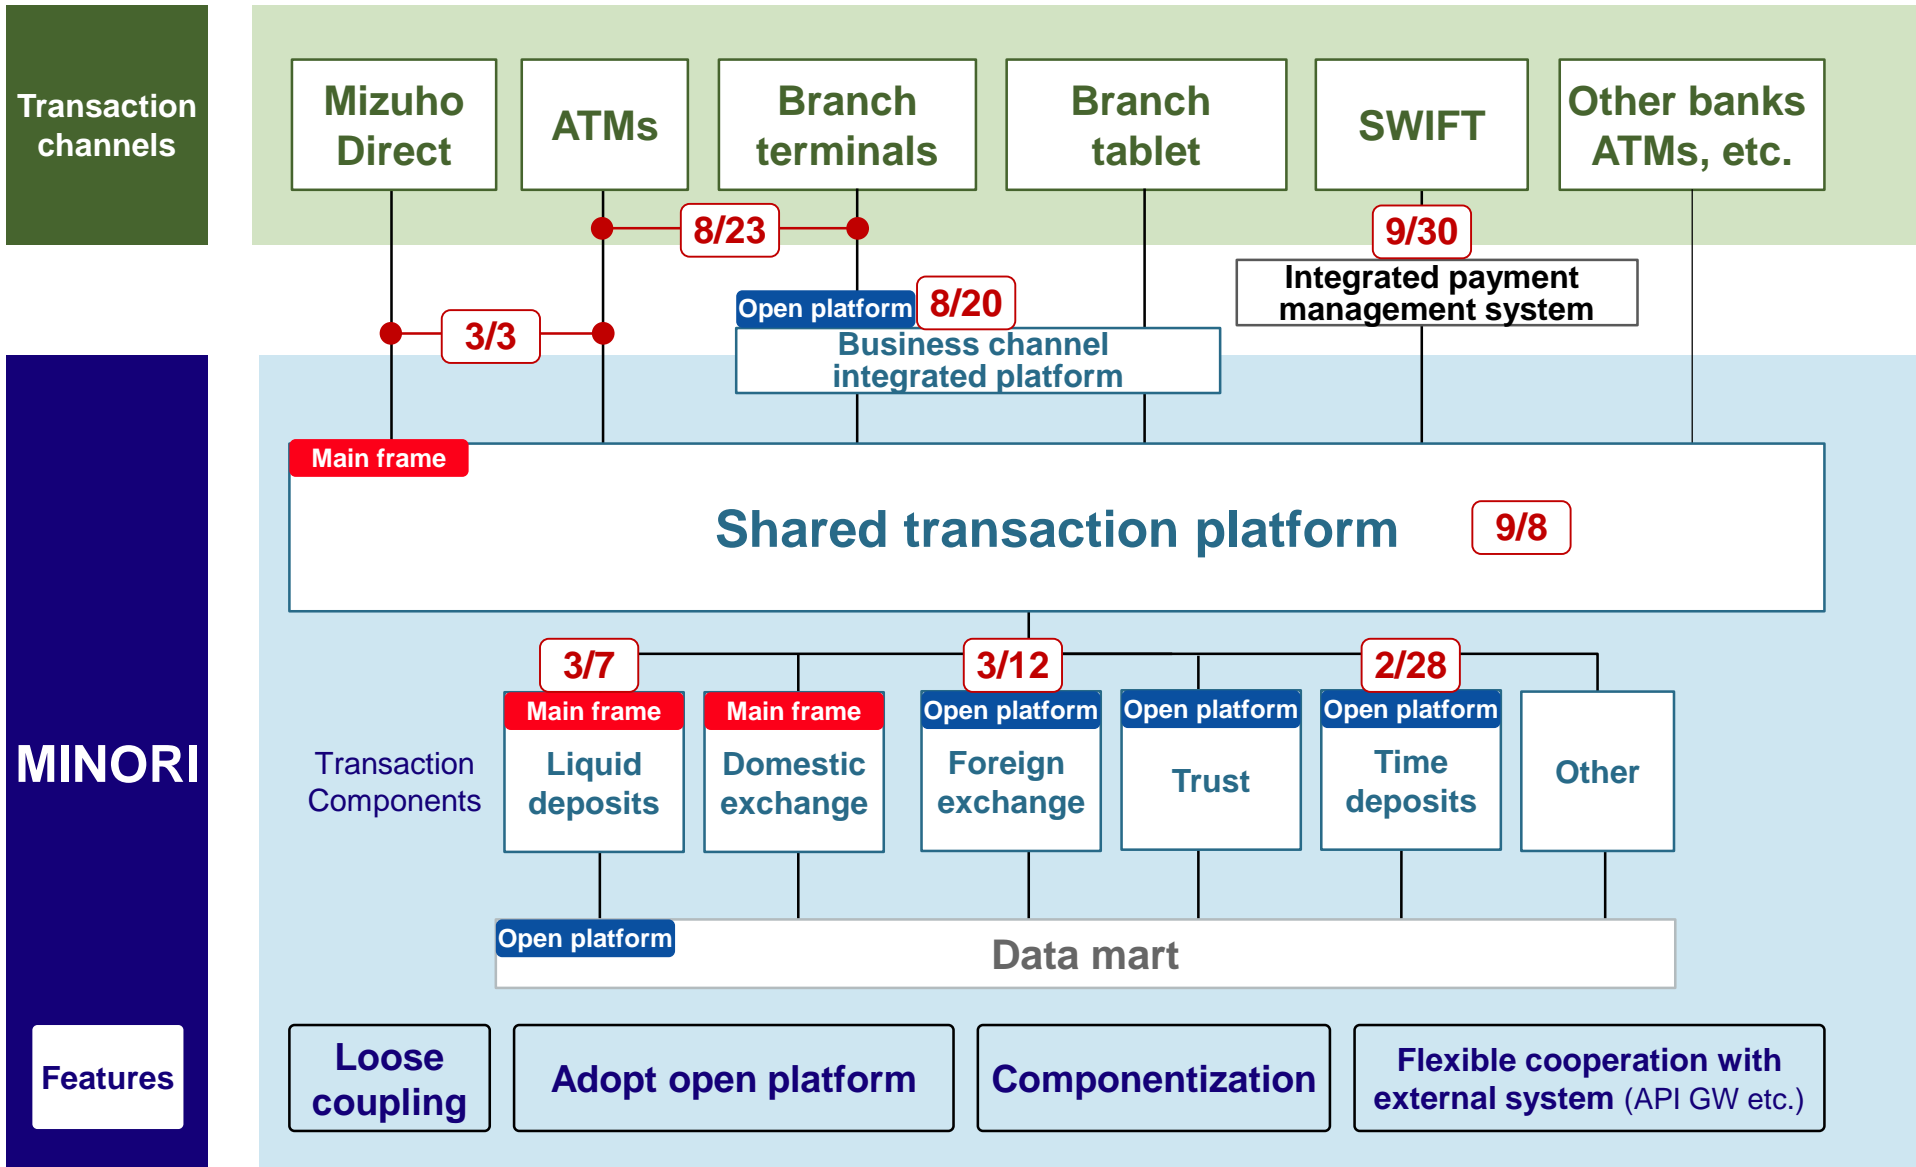 Transaction
channels
Mizuho
Direct
ATMs
Branch
terminals
Branch
tablet
SWIFT
Other banks
ATMs, etc.
8/23
9/30
3/3
Open platform
8/20
Business channel
integrated platform
Integrated payment
management system
MINORI
Main frame
Shared transaction platform
9/8
3/7
3/12
2/28
Transaction
Components
Main frame
Liquid
deposits
Main frame
Domestic
exchange
Open platform
Foreign
exchange
Open platform
Trust
Open platform
Time
deposits
Other
Open platform
Data mart
Features
Loose
coupling
Adopt open platform
Componentization
Flexible cooperation with
external system (API GW etc.)